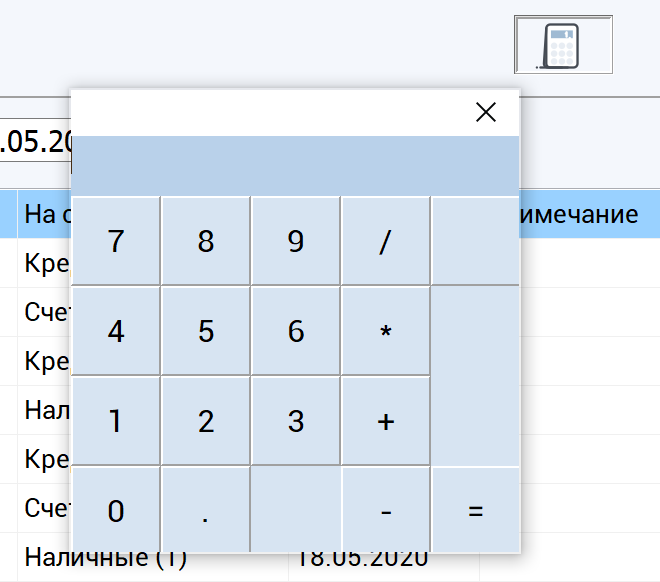 .05.20
На с
имечание
7 8 9 /
Кре
Счет
4 5 6 *
Кре
Нал
1 2 3 +
Кре
Счет
0 . - =
Наличные (1) 18.05.2020